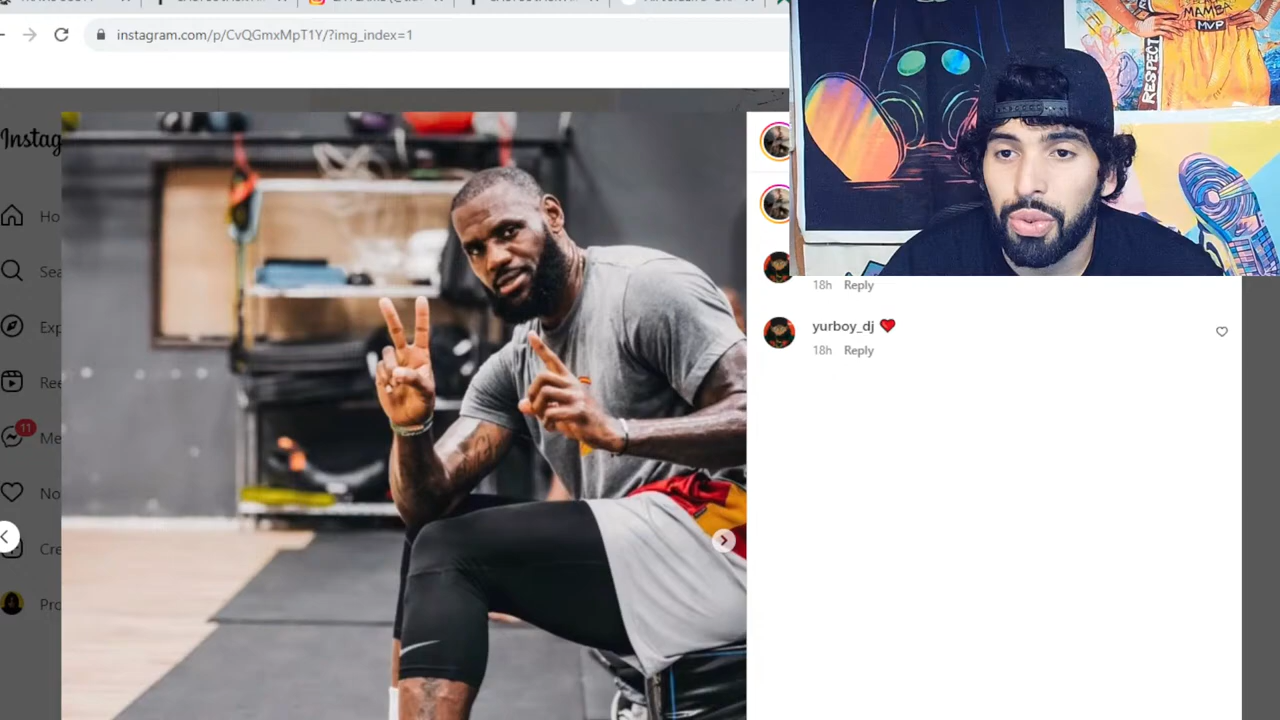 instagram.com/p/CvQGmxMpT1Y/?img_index=1
MAMBA
MVP
RESPECT
Instag
Ho
Sea
Exp
Ree
11
Me
No
Cre
Pro
18h Reply
yurboy_dj ❤️
18h Reply